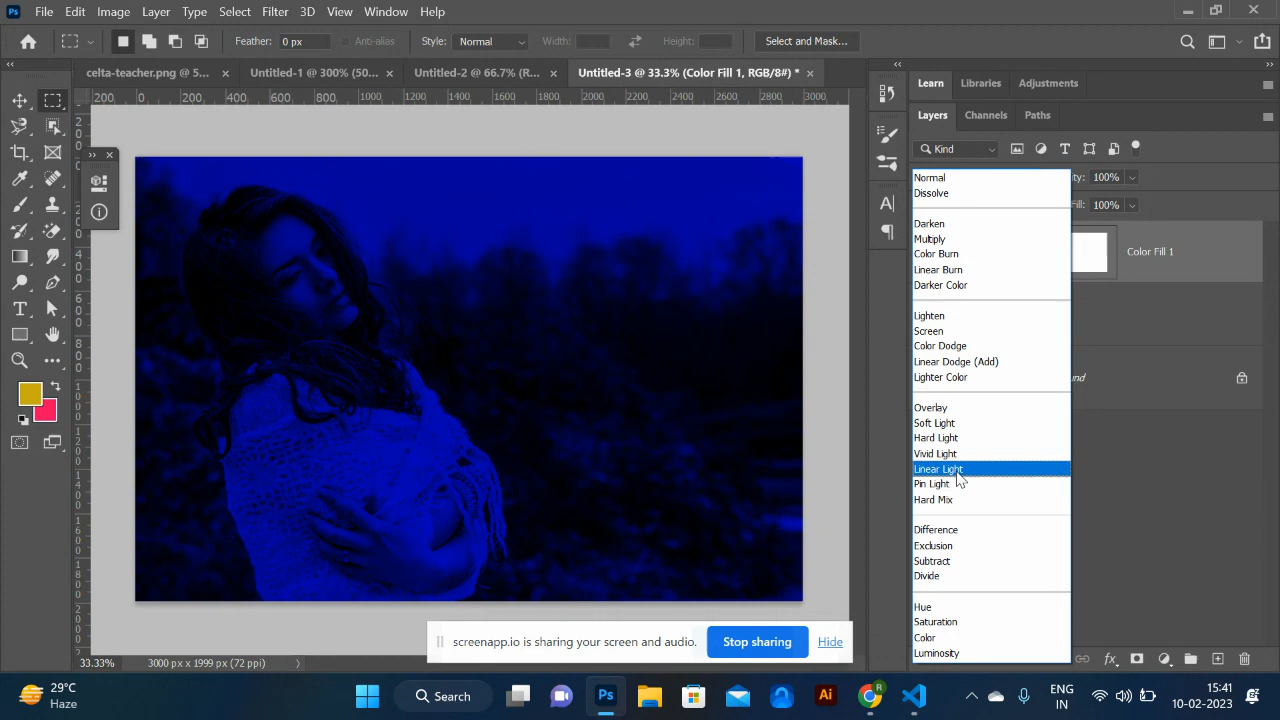 Ps File Edit Image Layer Type Select Filter 3D View Window Help
Feather: 0 px Anti-alias Style: Normal Width: Height: Select and Mask...
celta-teacher.png @ 5... × Untitled-1 @ 300% (50... × Untitled-2 @ 66.7% (R... × Untitled-3 @ 33.3% (Color Fill 1, RGB/8#) * ×
Learn Libraries Adjustments
200 0 200 400 600 800 1000 1200 1400 1600 1800 2000 2200 2400 2600 2800 3000
Layers Channels Paths
Kind
Normal
100%
Dissolve
Fill: 100%
Darken
Multiply
Color Burn
Color Fill 1
Linear Burn
Darker Color
Lighten
Screen
Color Dodge
Linear Dodge (Add)
Lighter Color
Overlay
Soft Light
Hard Light
Vivid Light
Linear Light
Pin Light
Hard Mix
Difference
Exclusion
Subtract
Divide
Hue
Saturation
Color
Luminosity
screenapp.io is sharing your screen and audio. Stop sharing Hide
33.33% 3000 px x 1999 px (72 ppi)
29°C
Haze
Search
Ps
Ai
R
ENG
IN
15:41
10-02-2023